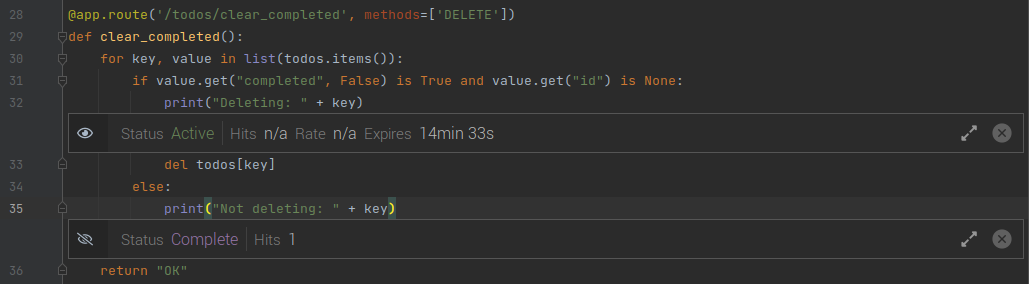 28 @app.route('/todos/clear_completed', methods=['DELETE'])
29 def clear_completed():
30 for key, value in list(todos.items()):
31 if value.get("completed", False) is True and value.get("id") is None:
32 print("Deleting: " + key)
Status Active Hits n/a Rate n/a Expires 14min 33s
33 del todos[key]
34 else:
35 print("Not deleting: " + key)
Status Complete Hits 1
36 return "OK"